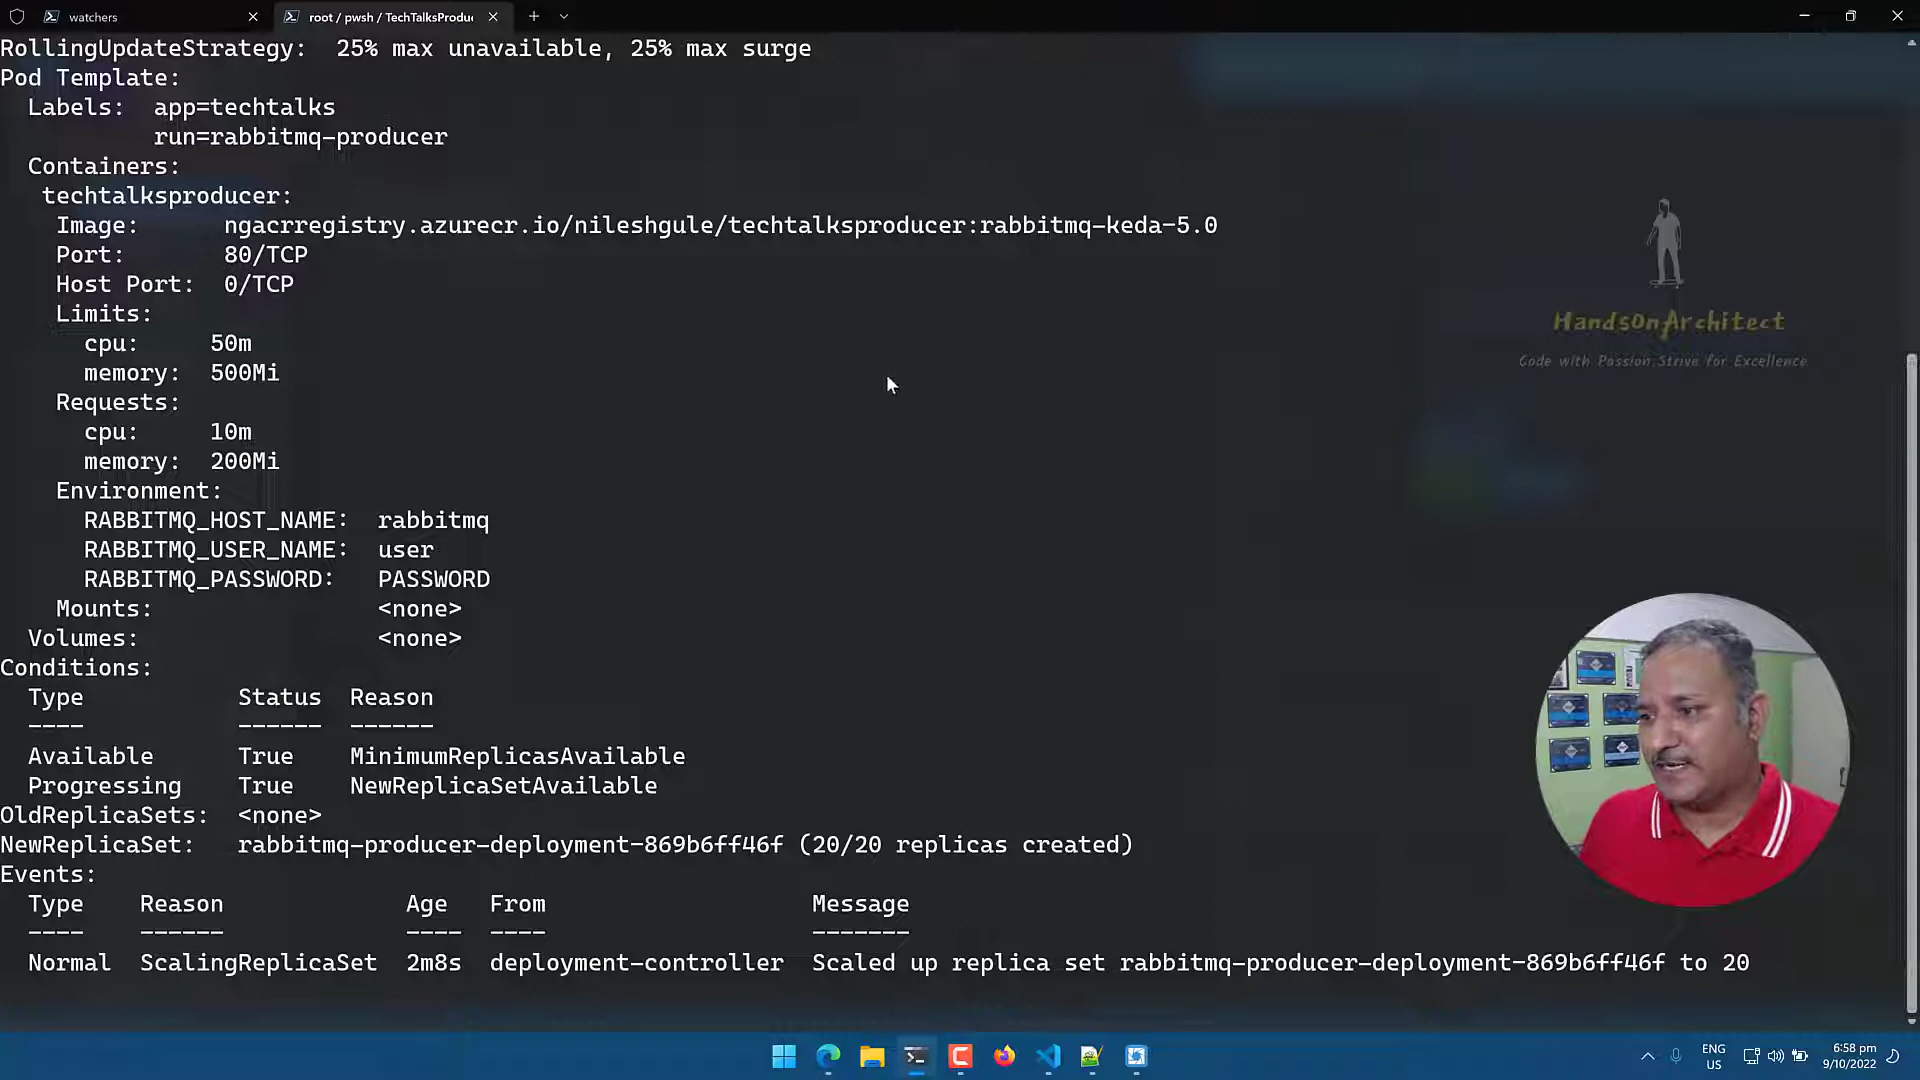 watchers
root / pwsh / TechTalksProdu
RollingUpdateStrategy:  25% max unavailable, 25% max surge
Pod Template:
Labels:  app=techtalks
run=rabbitmq-producer
Containers:
techtalksproducer:
Image:  ngacrregistry.azurecr.io/nileshgule/techtalksproducer:rabbitmq-keda-5.0
Port:  80/TCP
Host Port:  0/TCP
Limits:
cpu:  50m
memory:  500Mi
Requests:
cpu:  10m
memory:  200Mi
Environment:
RABBITMQ_HOST_NAME:  rabbitmq
RABBITMQ_USER_NAME:  user
RABBITMQ_PASSWORD:  PASSWORD
Mounts:  <none>
Volumes:  <none>
Conditions:
Type  Status  Reason
----  ------  ------
Available  True  MinimumReplicasAvailable
Progressing  True  NewReplicaSetAvailable
OldReplicaSets:  <none>
NewReplicaSet:  rabbitmq-producer-deployment-869b6ff46f (20/20 replicas created)
Events:
Type  Reason  Age  From  Message
----  ------  ----  ----  -------
Normal  ScalingReplicaSet  2m8s  deployment-controller  Scaled up replica set rabbitmq-producer-deployment-869b6ff46f to 20
HandsOnArchitect
Code with Passion Strive for Excellence
ENG
US
6:58 pm
9/10/2022